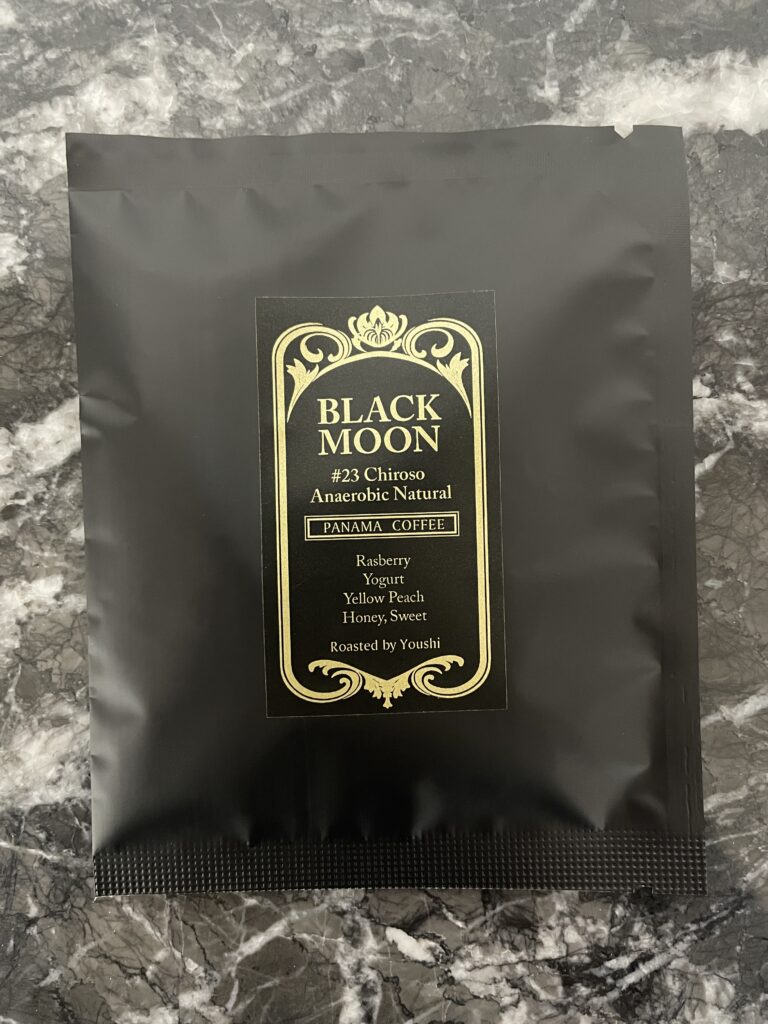 BLACK
MOON
#23 Chiroso
Anaerobic Natural
PANAMA COFFEE
Rasberry
Yogurt
Yellow Peach
Honey, Sweet
Roasted by Youshi